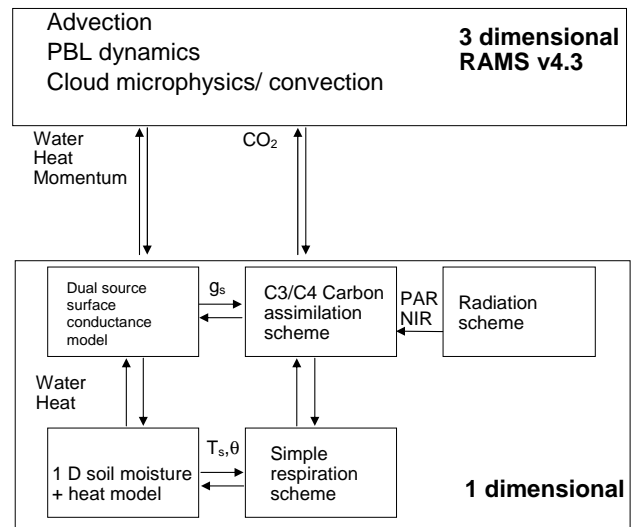 Advection
PBL dynamics
Cloud microphysics/ convection
3 dimensional
RAMS v4.3
Water
Heat
Momentum
CO₂
Dual source
surface
conductance
model
gₛ
C3/C4 Carbon
assimilation
scheme
PAR
NIR
Radiation
scheme
Water
Heat
1 D soil moisture
+ heat model
Tₛ,θ
Simple
respiration
scheme
1 dimensional